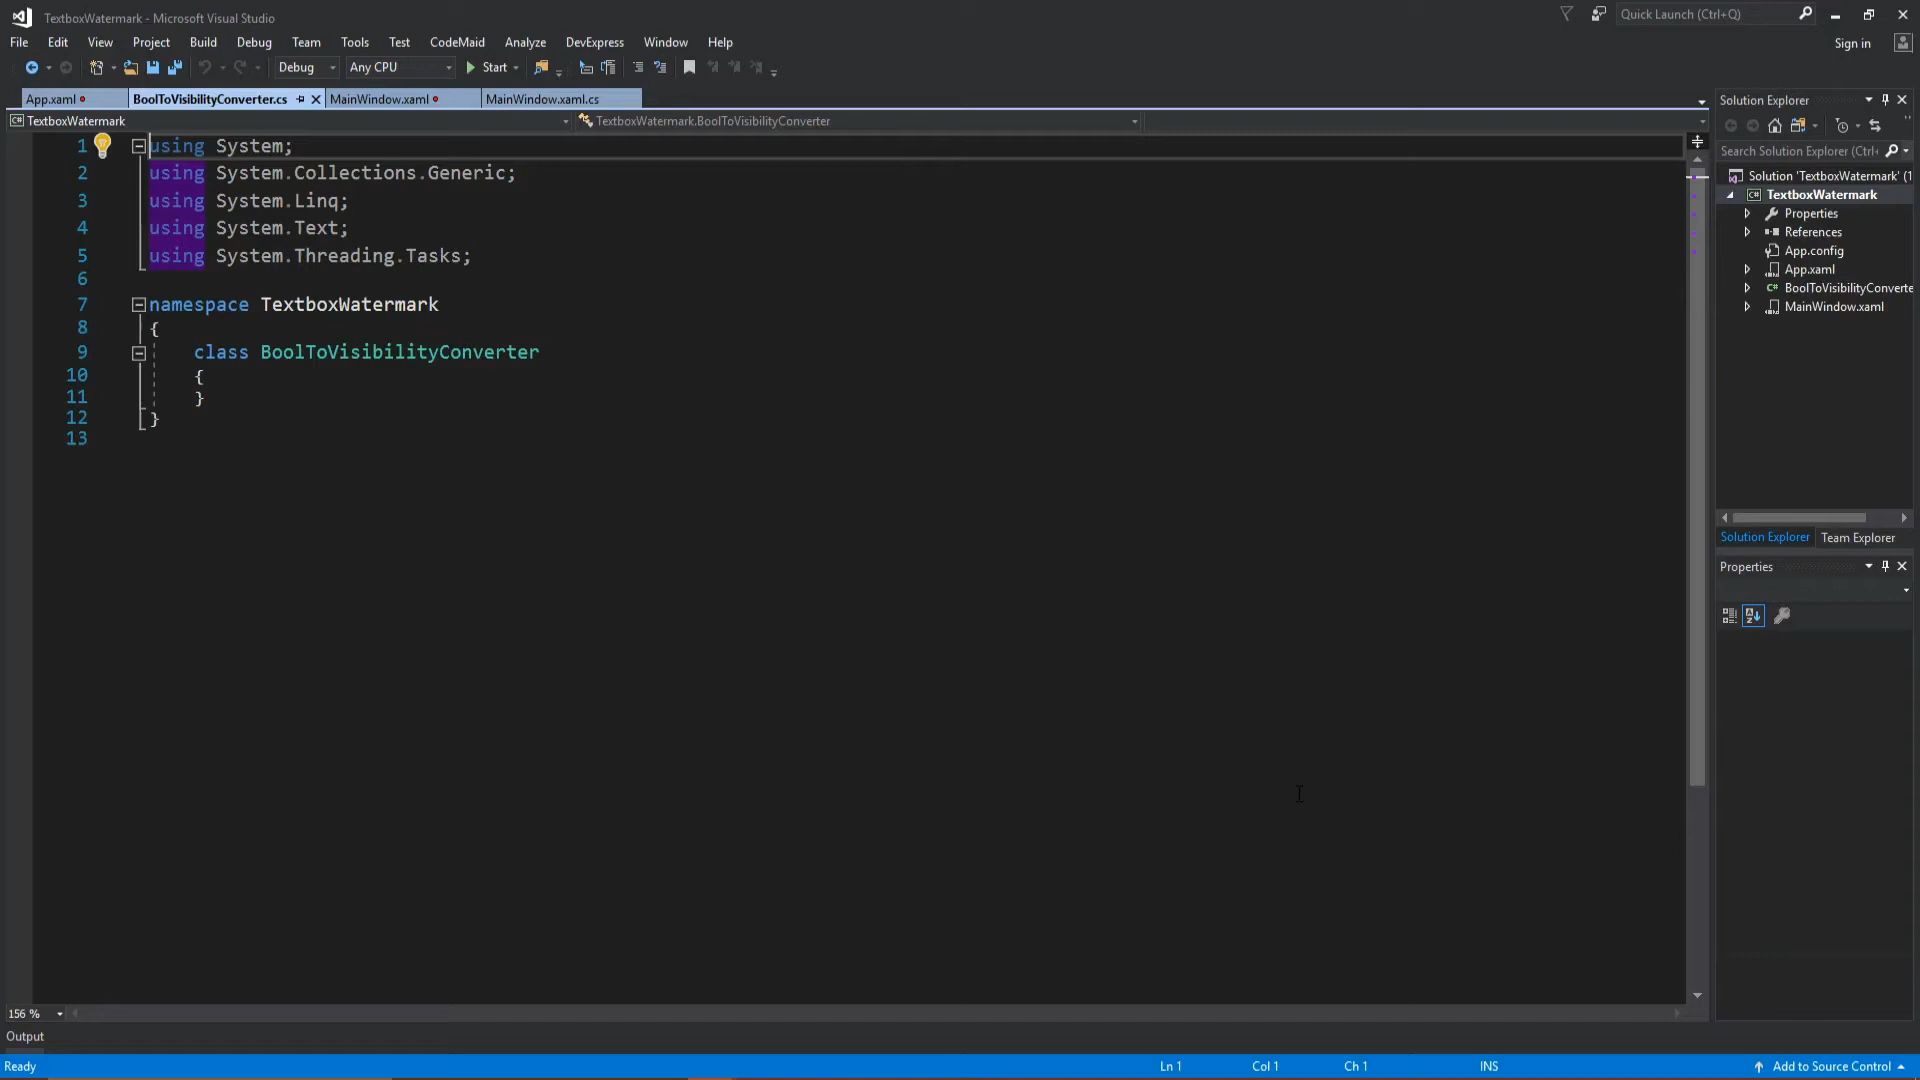 TextboxWatermark - Microsoft Visual Studio
Quick Launch (Ctrl+Q)
File Edit View Project Build Debug Team Tools Test CodeMaid Analyze DevExpress Window Help
Sign in
Debug Any CPU Start
App.xaml BoolToVisibilityConverter.cs MainWindow.xaml MainWindow.xaml.cs
TextboxWatermark TextboxWatermark.BoolToVisibilityConverter
1 using System;
2 using System.Collections.Generic;
3 using System.Linq;
4 using System.Text;
5 using System.Threading.Tasks;
6
7 namespace TextboxWatermark
8 {
9 class BoolToVisibilityConverter
10 {
11 }
12 }
13
Solution Explorer
Search Solution Explorer (Ctrl+
Solution 'TextboxWatermark' (1
TextboxWatermark
Properties
References
App.config
App.xaml
BoolToVisibilityConverte
MainWindow.xaml
Solution Explorer Team Explorer
Properties
156 %
Output
Ready Ln 1 Col 1 Ch 1 INS Add to Source Control